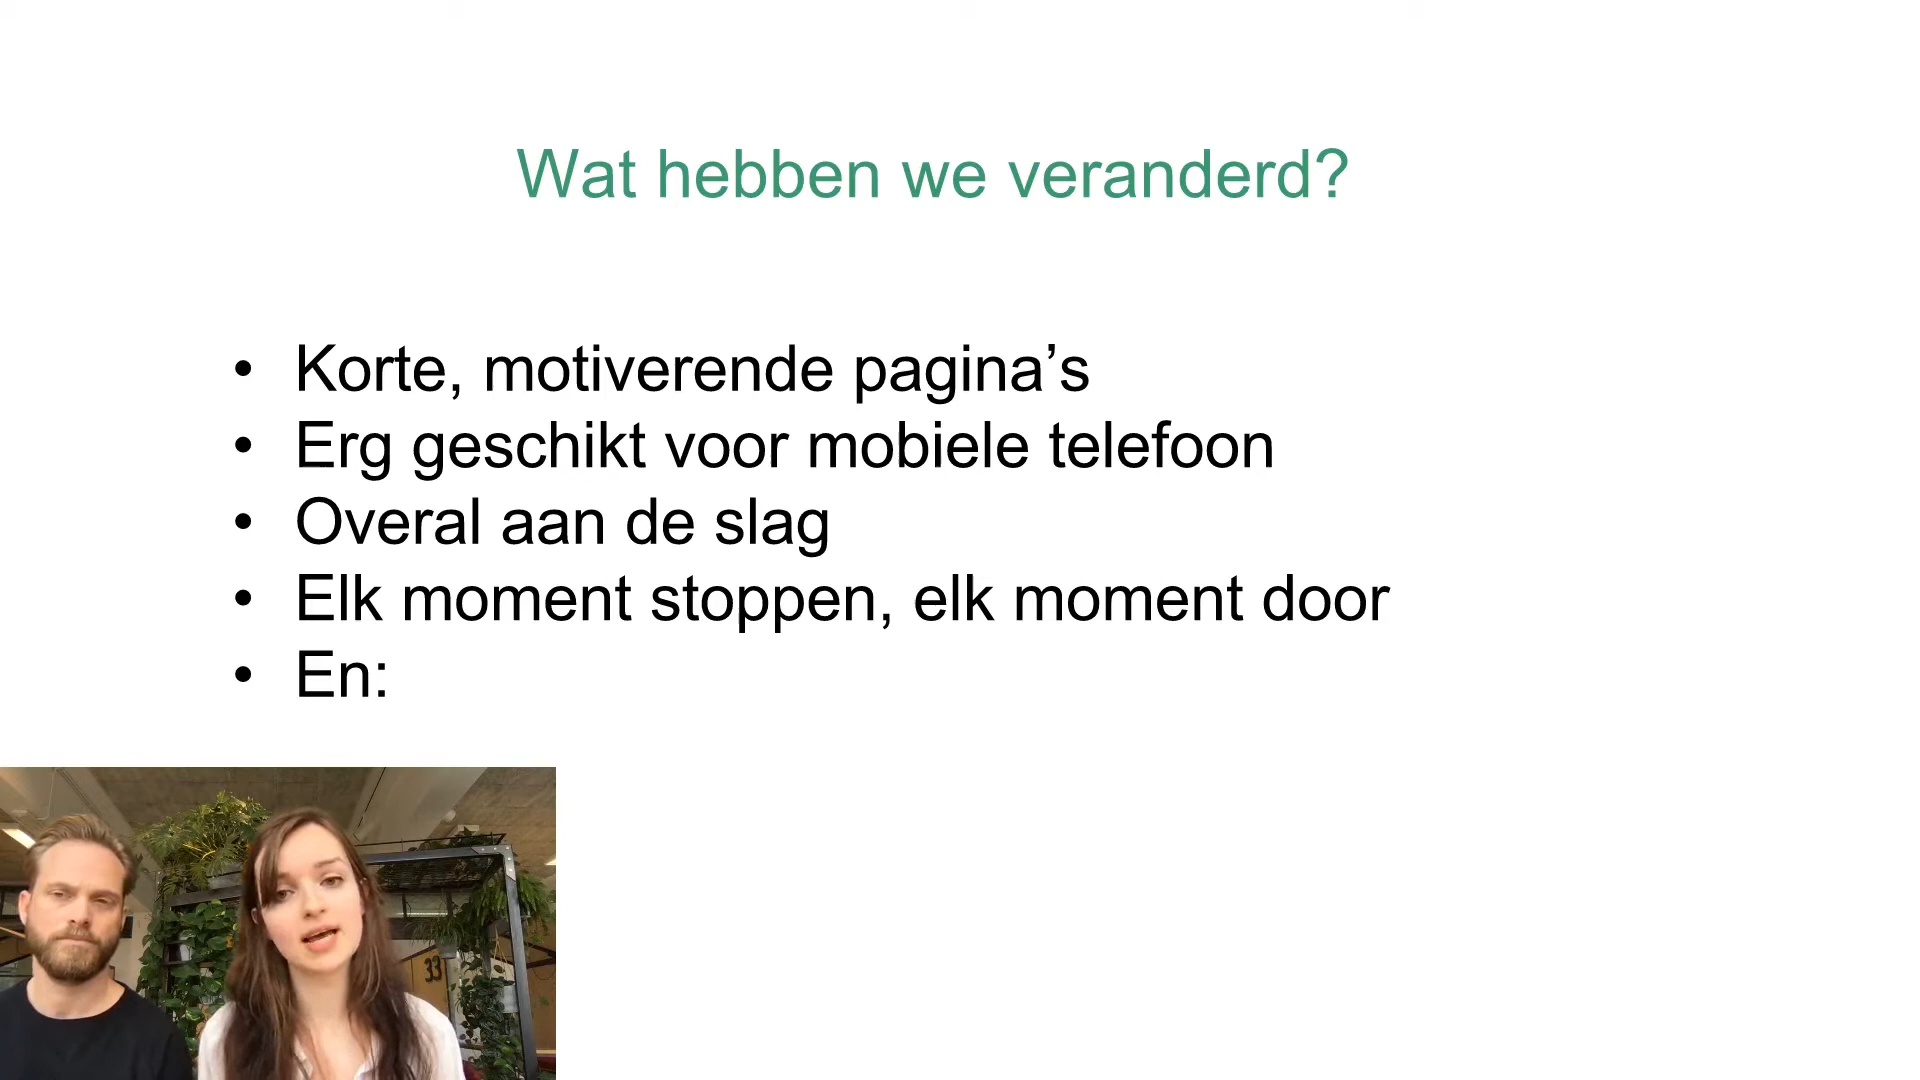 Wat hebben we veranderd?
• Korte, motiverende pagina’s
• Erg geschikt voor mobiele telefoon
• Overal aan de slag
• Elk moment stoppen, elk moment door
• En:
33